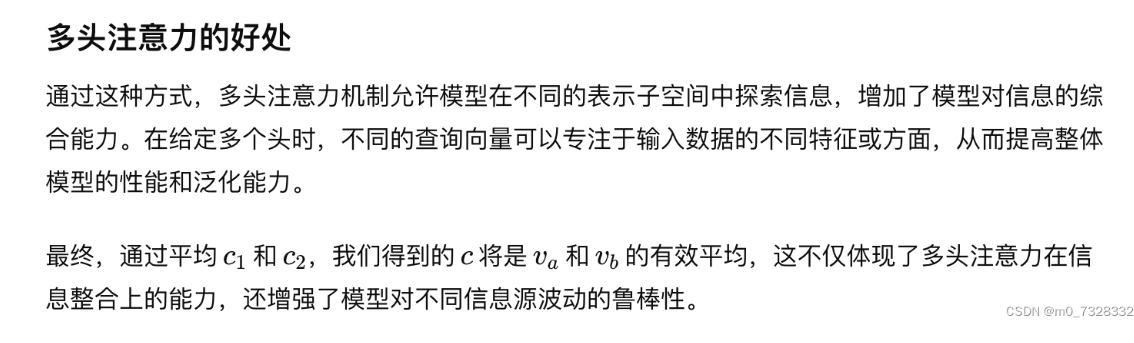 多头注意力的好处
通过这种方式，多头注意力机制允许模型在不同的表示子空间中探索信息，增加了模型对信息的综
合能力。在给定多个头时，不同的查询向量可以专注于输入数据的不同特征或方面，从而提高整体
模型的性能和泛化能力。
最终，通过平均 c₁ 和 c₂，我们得到的 c 将是 vₐ 和 v_b 的有效平均，这不仅体现了多头注意力在信
息整合上的能力，还增强了模型对不同信息源波动的鲁棒性。
CSDN @m0_7328332